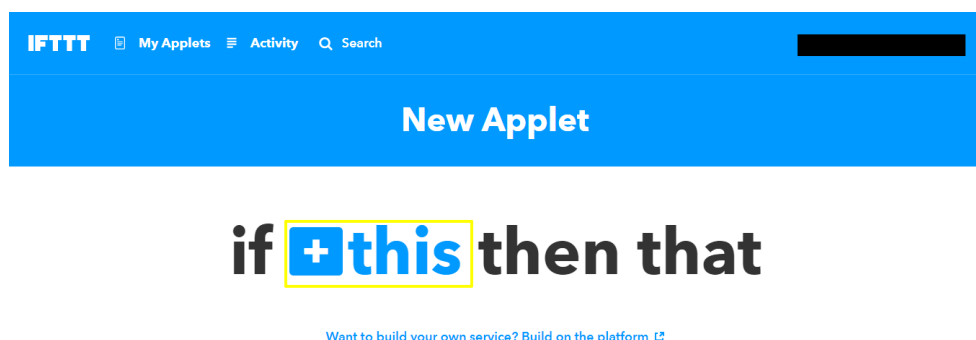 IFTTT My Applets Activity Search
New Applet
if +this then that
Want to build your own service? Build on the platform